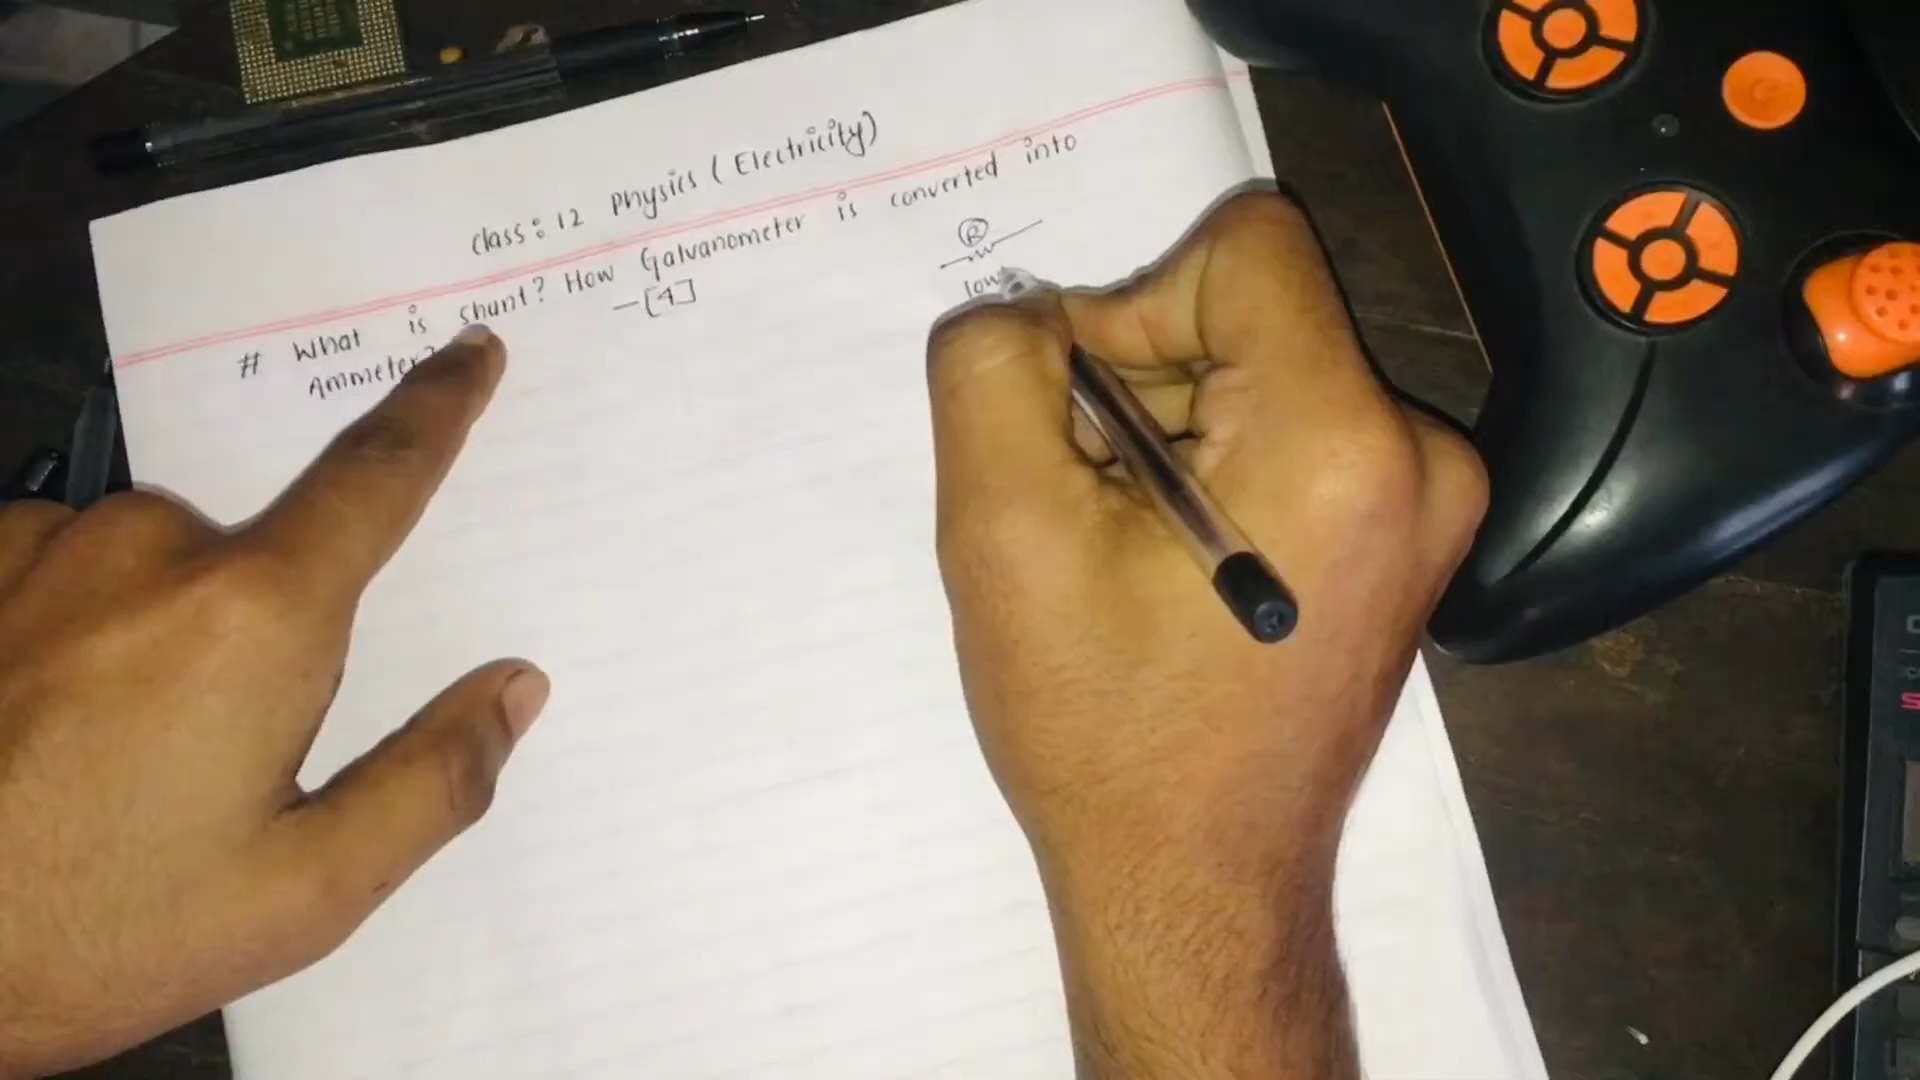 Class: 12 Physics (Electricity)
# What is shunt? How Galvanometer is converted into
Ammeter?
-[4]
R
low